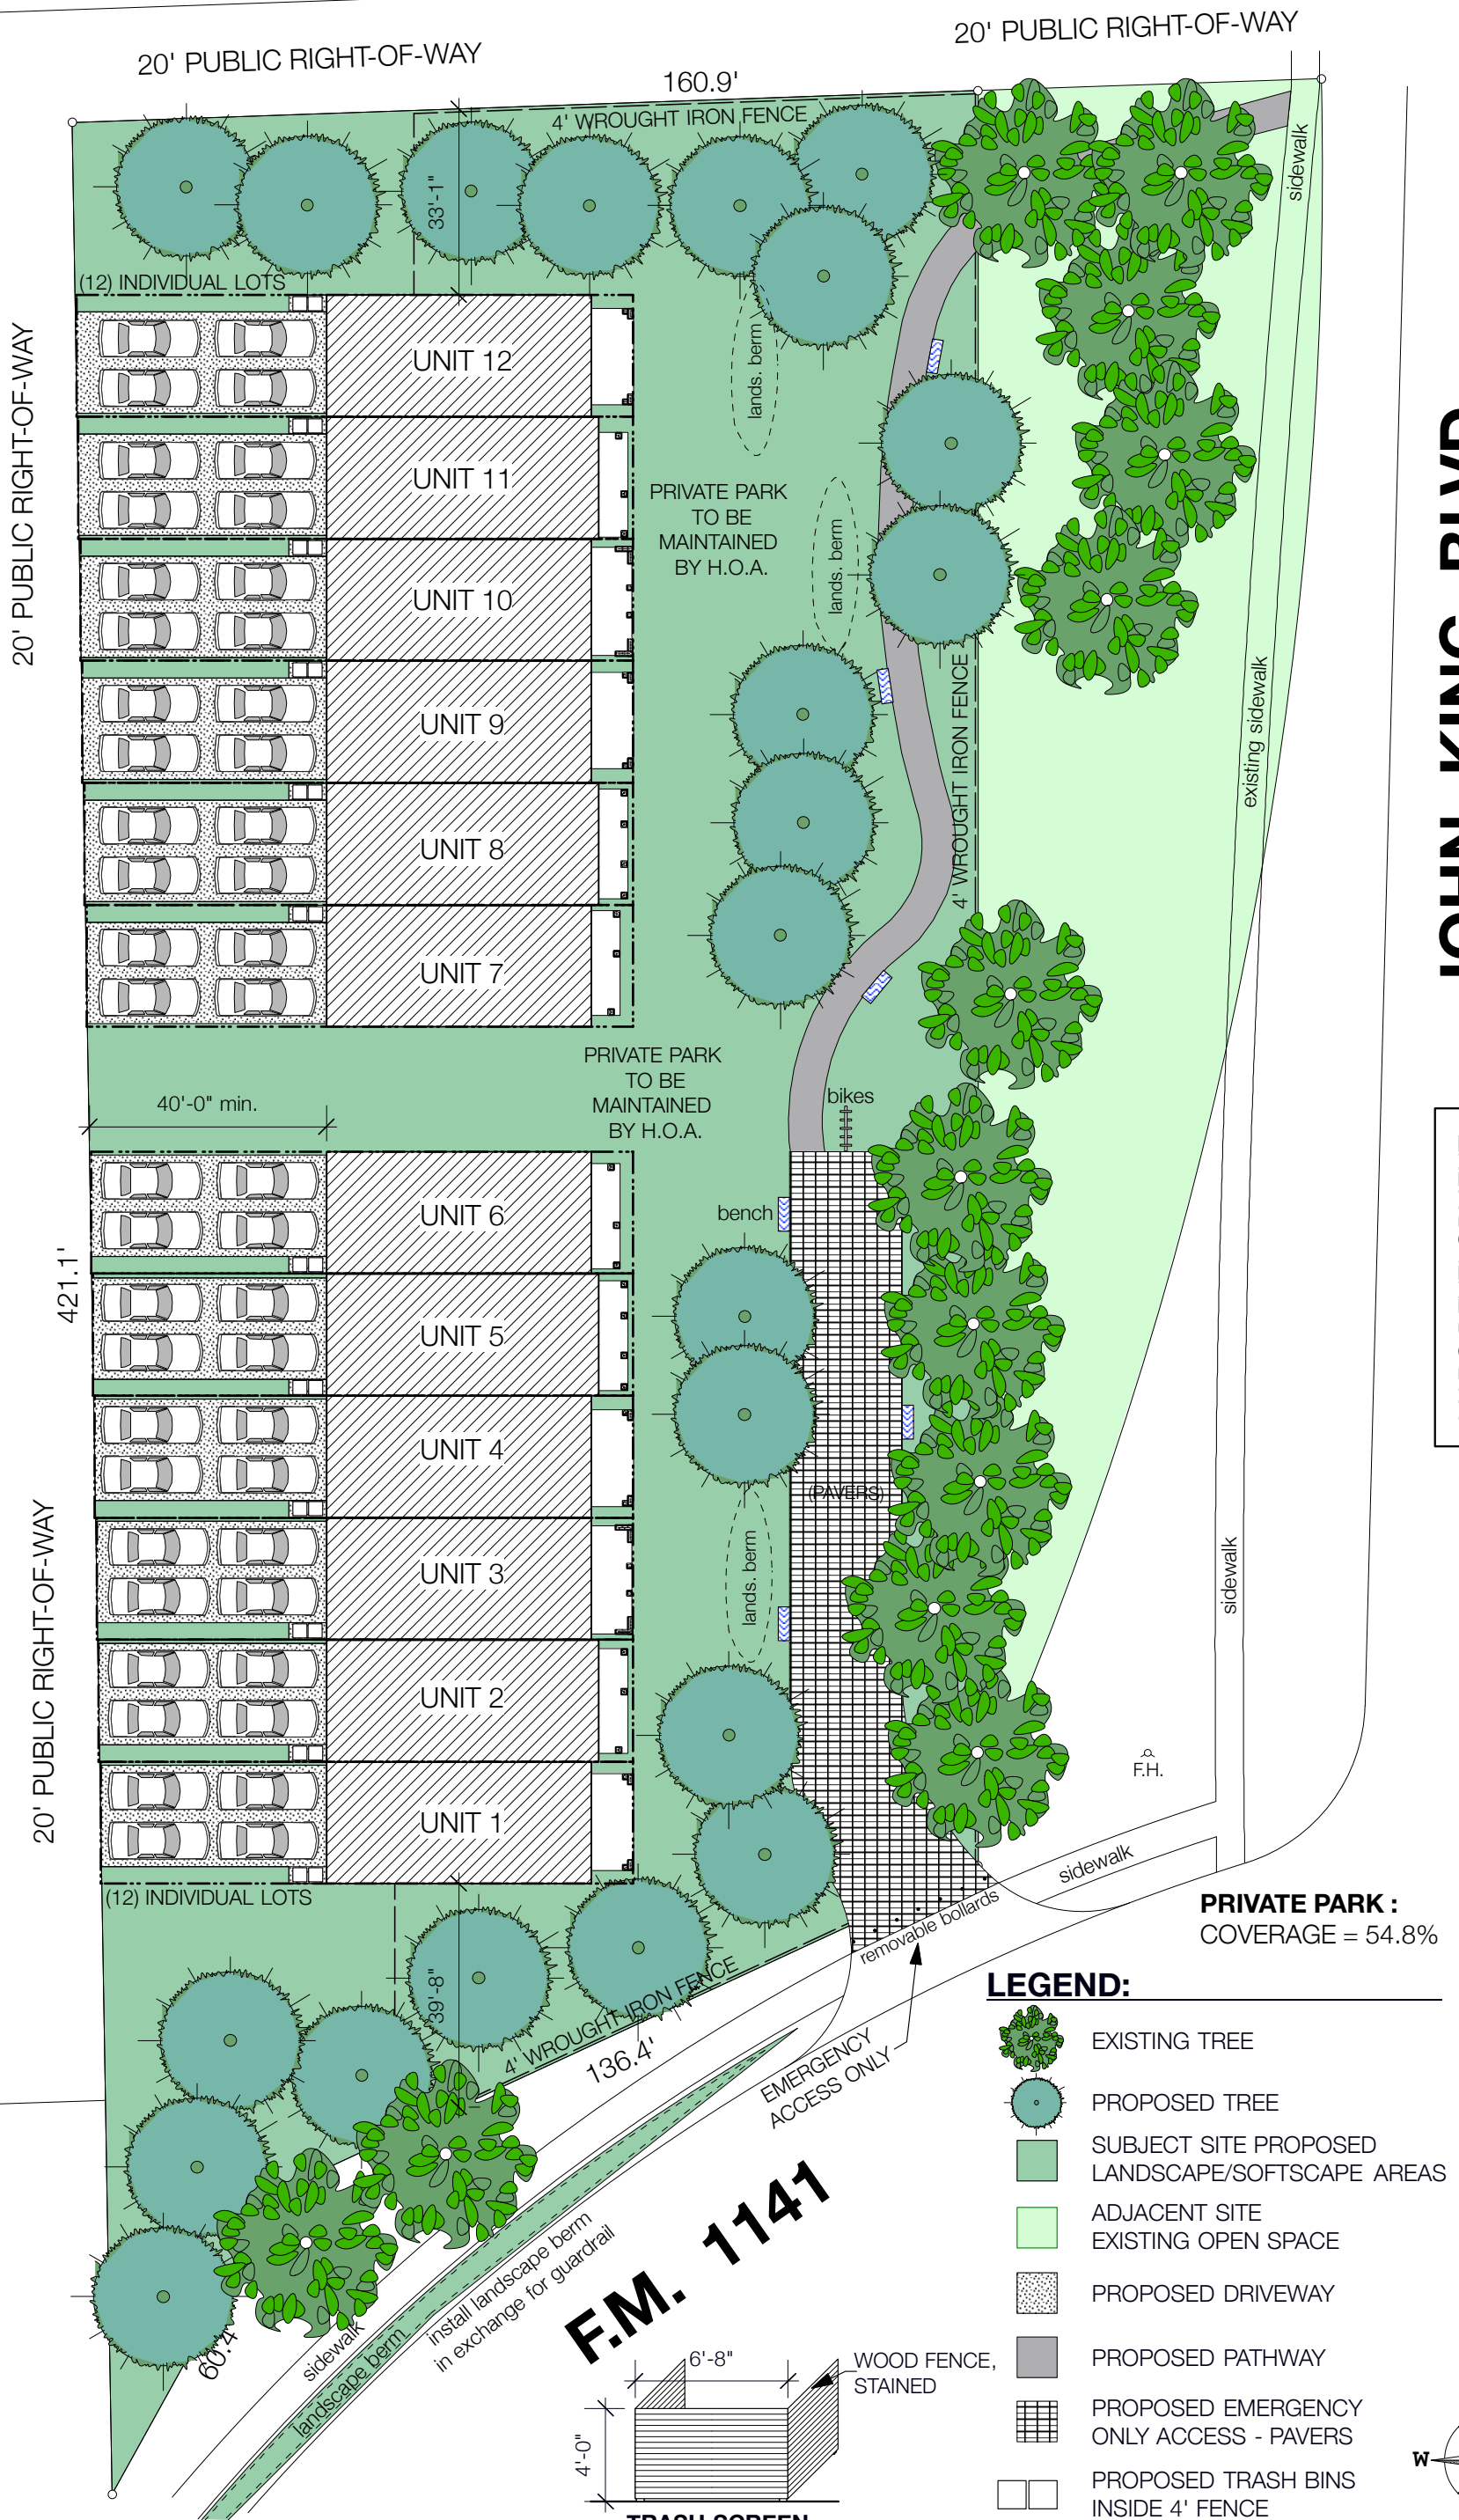 20' PUBLIC RIGHT-OF-WAY
20' PUBLIC RIGHT-OF-WAY
160.9'
4' WROUGHT IRON FENCE
sidewalk
33'-1"
(12) INDIVIDUAL LOTS
20' PUBLIC RIGHT-OF-WAY
UNIT 12
lands. berm
UNIT 11
PRIVATE PARK
TO BE
MAINTAINED
BY H.O.A.
lands. berm
UNIT 10
UNIT 9
4' WROUGHT IRON FENCE
existing sidewalk
JOHN KING BLVD
UNIT 8
UNIT 7
PRIVATE PARK
TO BE
MAINTAINED
BY H.O.A.
bikes
40'-0" min.
bench
UNIT 6
421.1'
UNIT 5
UNIT 4
(PAVERS)
20' PUBLIC RIGHT-OF-WAY
UNIT 3
lands. berm
sidewalk
UNIT 2
F.H.
UNIT 1
sidewalk
(12) INDIVIDUAL LOTS
removable bollards
PRIVATE PARK :
COVERAGE = 54.8%
39'-8"
4' WROUGHT IRON FENCE
136.4'
EMERGENCY
ACCESS ONLY
install landscape berm
in exchange for guardrail
F.M. 1141
60.4'
sidewalk
landscape berm
6'-8"
WOOD FENCE,
STAINED
4'-0"
TRASH SCREEN
LEGEND:
EXISTING TREE
PROPOSED TREE
SUBJECT SITE PROPOSED
LANDSCAPE/SOFTSCAPE AREAS
ADJACENT SITE
EXISTING OPEN SPACE
PROPOSED DRIVEWAY
PROPOSED PATHWAY
PROPOSED EMERGENCY
ONLY ACCESS - PAVERS
PROPOSED TRASH BINS
INSIDE 4' FENCE
W